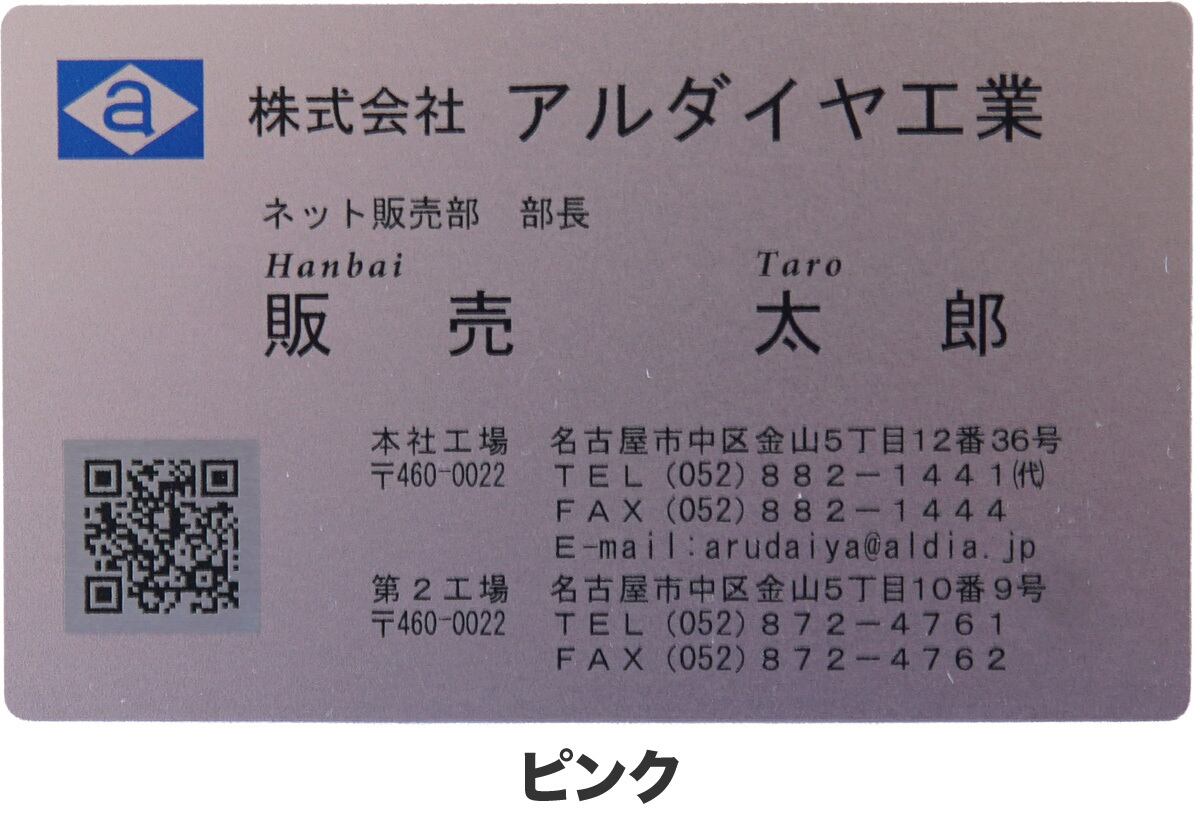 a
株式会社 アルダイヤ工業
ネット販売部 部長
Hanbai Taro
販売 太郎
本社工場 名古屋市中区金山5丁目12番36号
〒460-0022 TEL(052)882-1441㈹
FAX(052)882-1444
E-mail:arudaiya@aldia.jp
第2工場 名古屋市中区金山5丁目10番9号
〒460-0022 TEL(052)872-4761
FAX(052)872-4762
ピンク